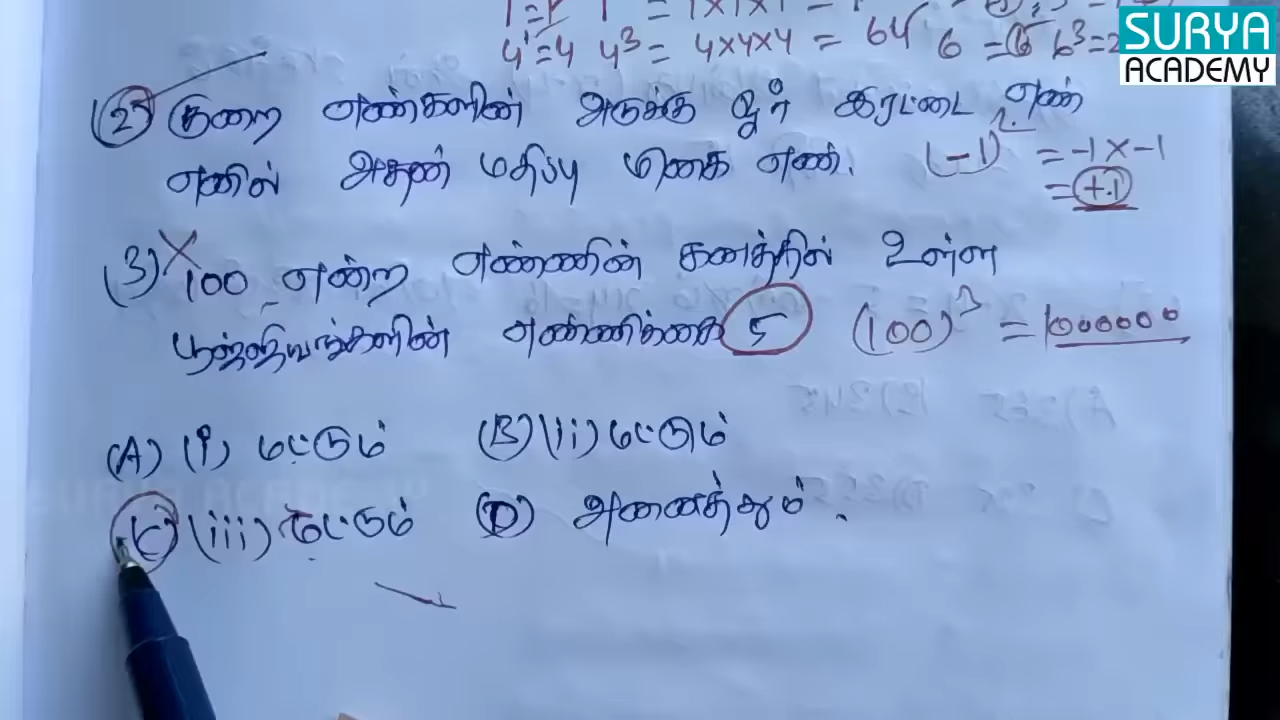 SURYA
ACADEMY
4¹=4 4³ = 4×4×4 = 64 6 = 6 6³=2
(2) குறை எண்களின் அடுக்கு ஓர் இரட்டை எண்
எனில் அதன் மதிப்பு மிகை எண். (-1)² = -1×-1
= +1
(3) 100 என்ற எண்ணின் கனத்தில் உள்ள
பூஜ்ஜியங்களின் எண்ணிக்கை 5 (100)³ = 1000000
(A) (i) மட்டும் (B) (ii) மட்டும்
(C) (iii) மட்டும் (D) அனைத்தும்.